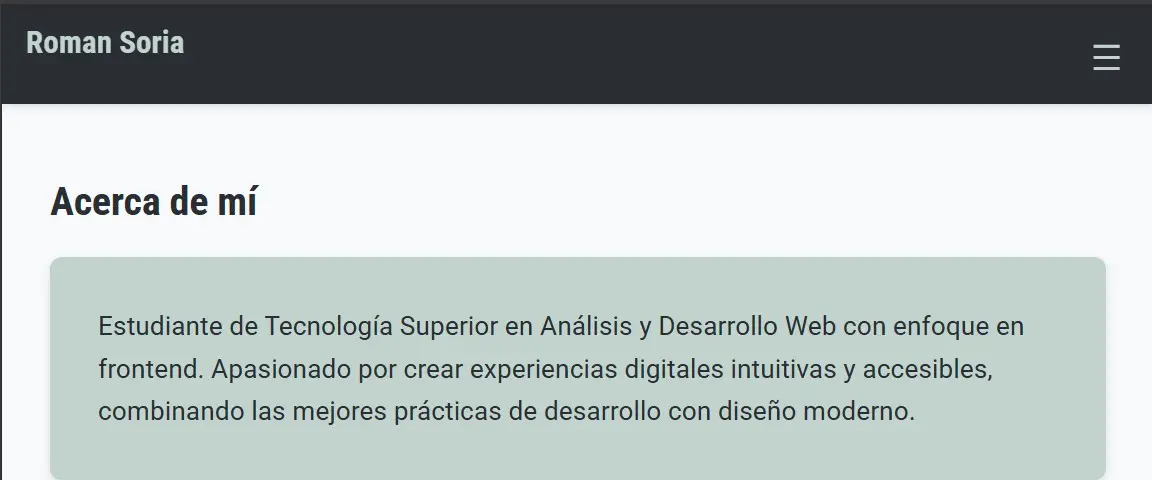 Roman Soria
Acerca de mí
Estudiante de Tecnología Superior en Análisis y Desarrollo Web con enfoque en
frontend. Apasionado por crear experiencias digitales intuitivas y accesibles,
combinando las mejores prácticas de desarrollo con diseño moderno.